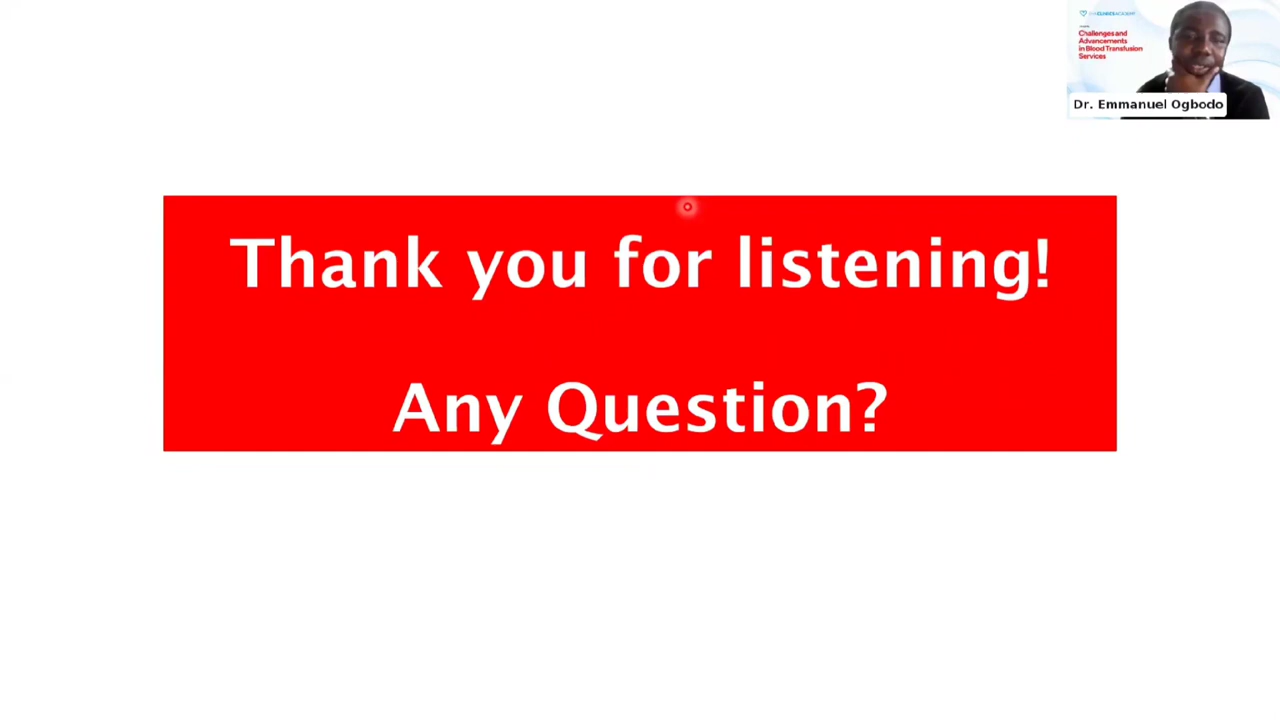 Challenges and
Advancements
in Blood Transfusion
Services
Dr. Emmanuel Ogbodo
Thank you for listening!
Any Question?